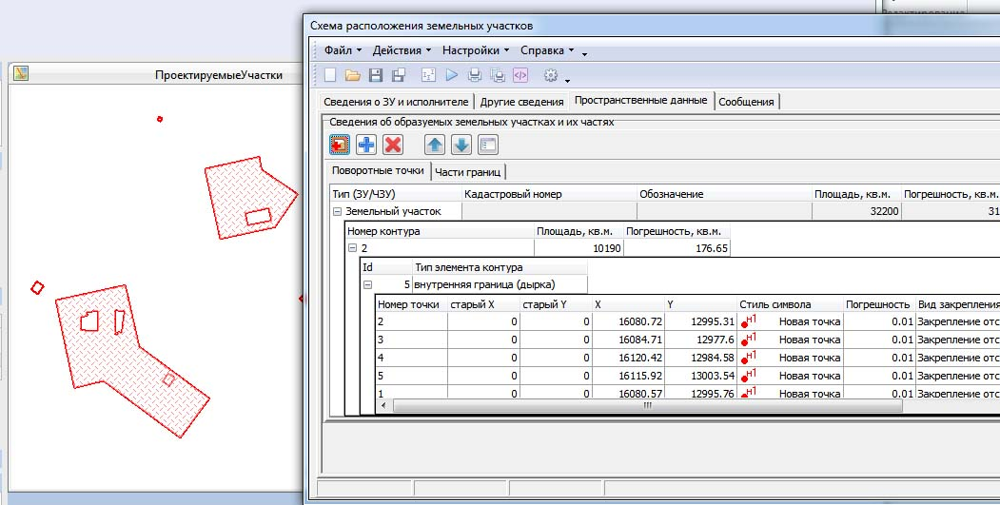 Редактирование
Схема расположения земельных участков
Файл Действия Настройки Справка
ПроектируемыеУчастки
Сведения о ЗУ и исполнителе Другие сведения Пространственные данные Сообщения
Сведения об образуемых земельных участках и их частях
Поворотные точки Части границ
Тип (ЗУ/ЧЗУ) Кадастровый номер Обозначение Площадь, кв.м. Погрешность, кв.м.
Земельный участок 32200 31
Номер контура Площадь, кв.м. Погрешность, кв.м.
2 10190 176.65
Id Тип элемента контура
5 внутренняя граница (дырка)
Номер точки старый X старый Y X Y Стиль символа Погрешность Вид закрепления
2 0 0 16080.72 12995.31 н1 Новая точка 0.01 Закрепление отс
3 0 0 16084.71 12977.6 н1 Новая точка 0.01 Закрепление отс
4 0 0 16120.42 12984.58 н1 Новая точка 0.01 Закрепление отс
5 0 0 16115.92 13003.54 н1 Новая точка 0.01 Закрепление отс
1 0 0 16080.57 12995.76 н1 Новая точка 0.01 Закрепление отс